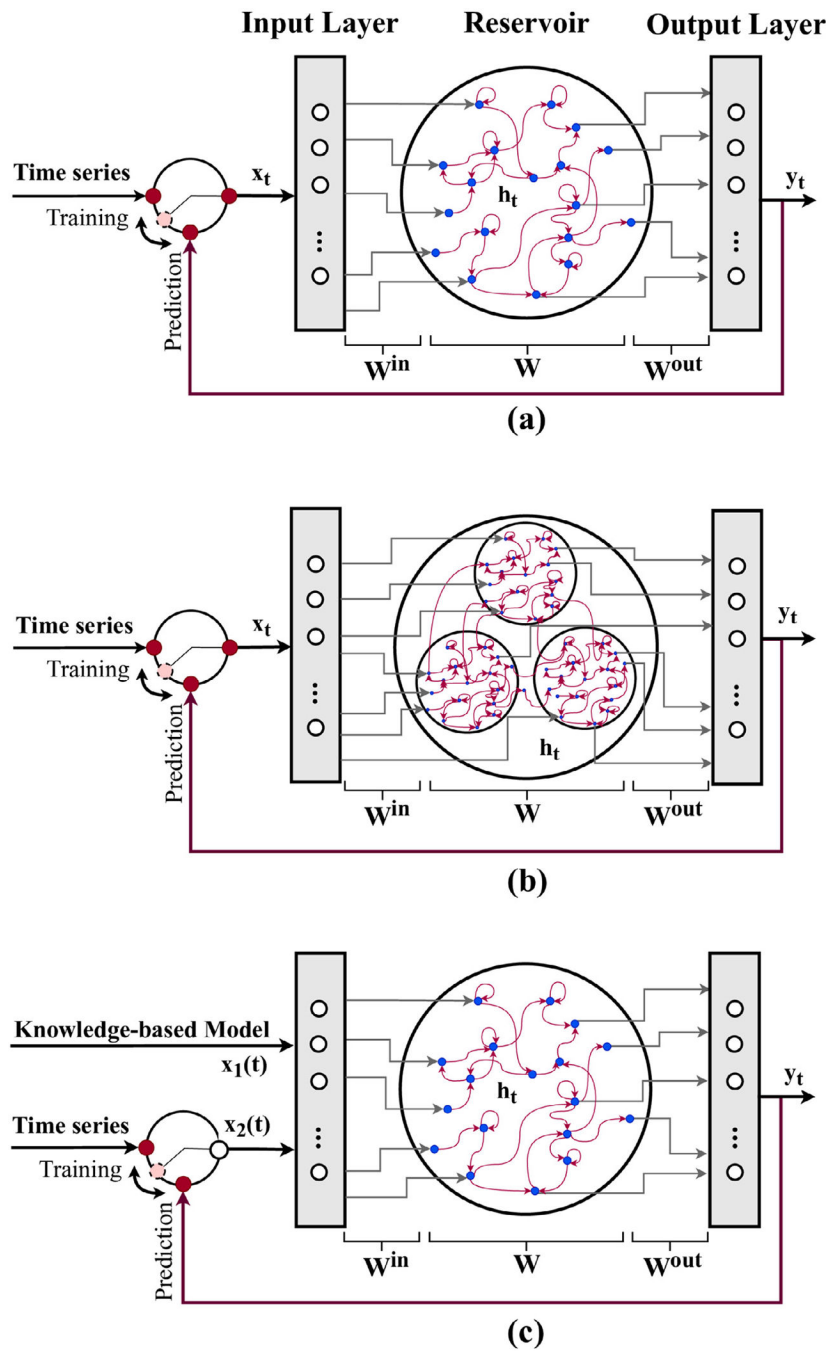 Input Layer Reservoir Output Layer
Time series
Training
Prediction
x_t
h_t
y_t
...
...
W^in W W^out
(a)
Time series
Training
Prediction
x_t
h_t
y_t
...
...
W^in W W^out
(b)
Knowledge-based Model
x_1(t)
Time series
x_2(t)
Training
Prediction
h_t
y_t
...
...
W^in W W^out
(c)